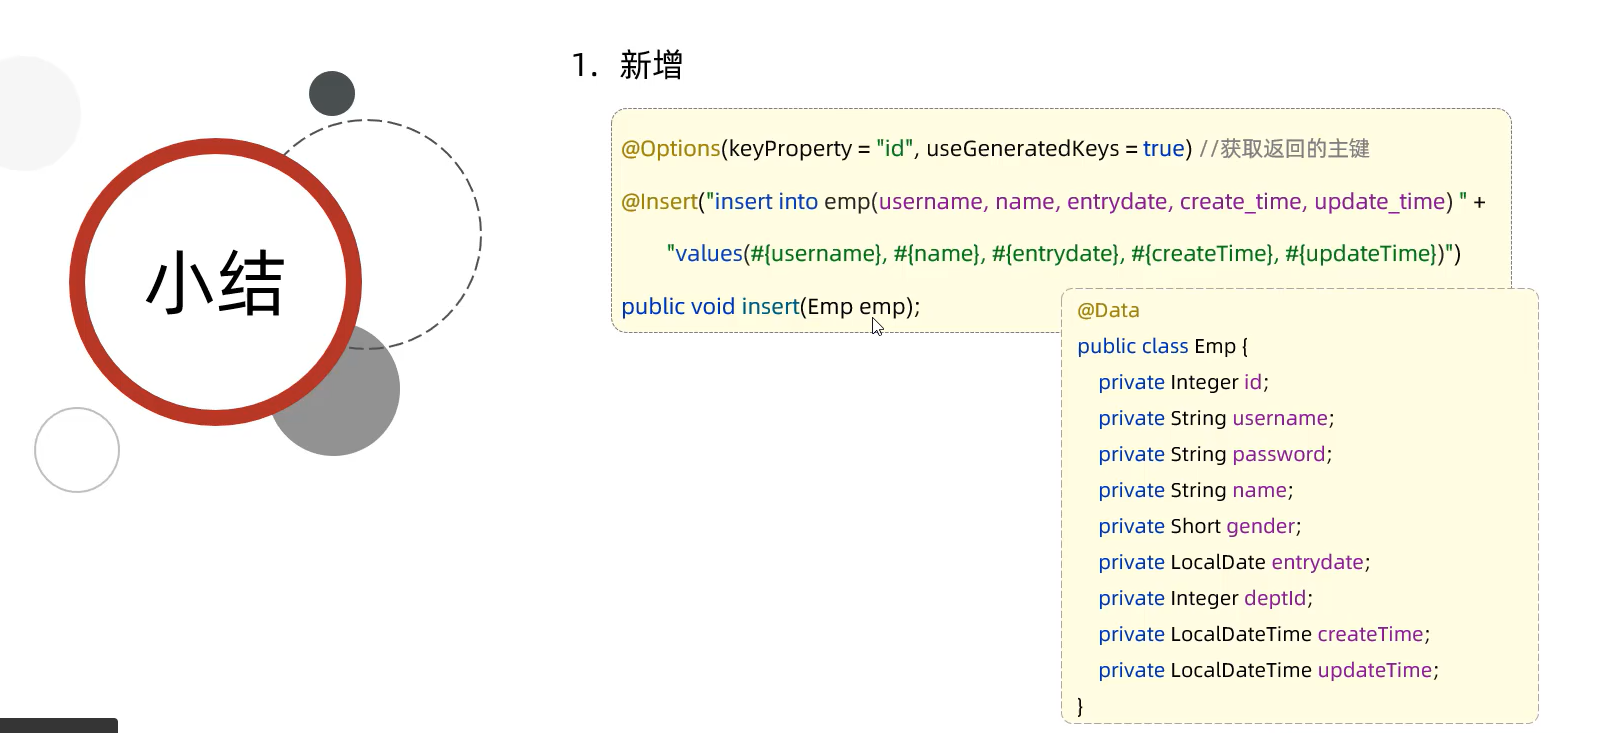 小结
1. 新增
@Options(keyProperty = "id", useGeneratedKeys = true) //获取返回的主键
@Insert("insert into emp(username, name, entrydate, create_time, update_time) " +
"values(#{username}, #{name}, #{entrydate}, #{createTime}, #{updateTime})")
public void insert(Emp emp);
@Data
public class Emp {
private Integer id;
private String username;
private String password;
private String name;
private Short gender;
private LocalDate entrydate;
private Integer deptId;
private LocalDateTime createTime;
private LocalDateTime updateTime;
}